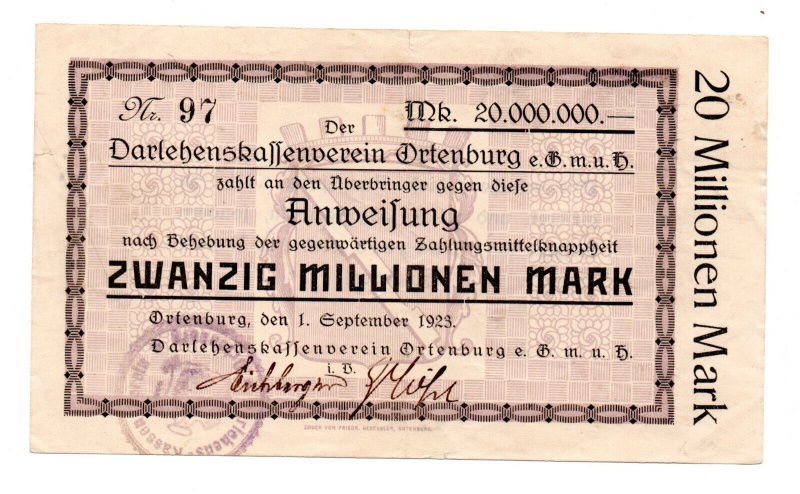 Nr. 97
Mk. 20.000.000.—
Der
Darlehenskaſſenverein Ortenburg e.G.m.u.H.
zahlt an den Überbringer gegen dieſe
Anweiſung
nach Behebung der gegenwärtigen Zahlungsmittelknappheit
ZWANZIG MILLIONEN MARK
Ortenburg, den 1. September 1923.
Darlehenskaſſenverein Ortenburg e. G. m. u. H.
i. V.
20 Millionen Mark